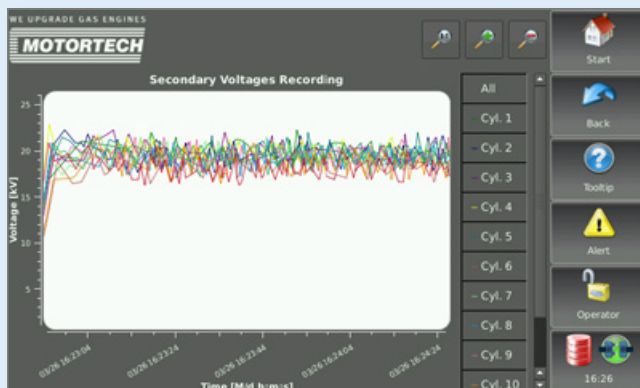 WE UPGRADE GAS ENGINES
MOTORTECH
Secondary Voltages Recording
Voltage [kV]
25
20
15
10
5
03/26 16:23:04
03/26 16:23:24
03/26 16:23:44
03/26 16:24:04
03/26 16:24:24
Time [M/d h:m:s]
All
Cyl. 1
Cyl. 2
Cyl. 3
Cyl. 4
Cyl. 5
Cyl. 6
Cyl. 7
Cyl. 8
Cyl. 9
Cyl. 10
Start
Back
Tooltip
Alert
Operator
16:26